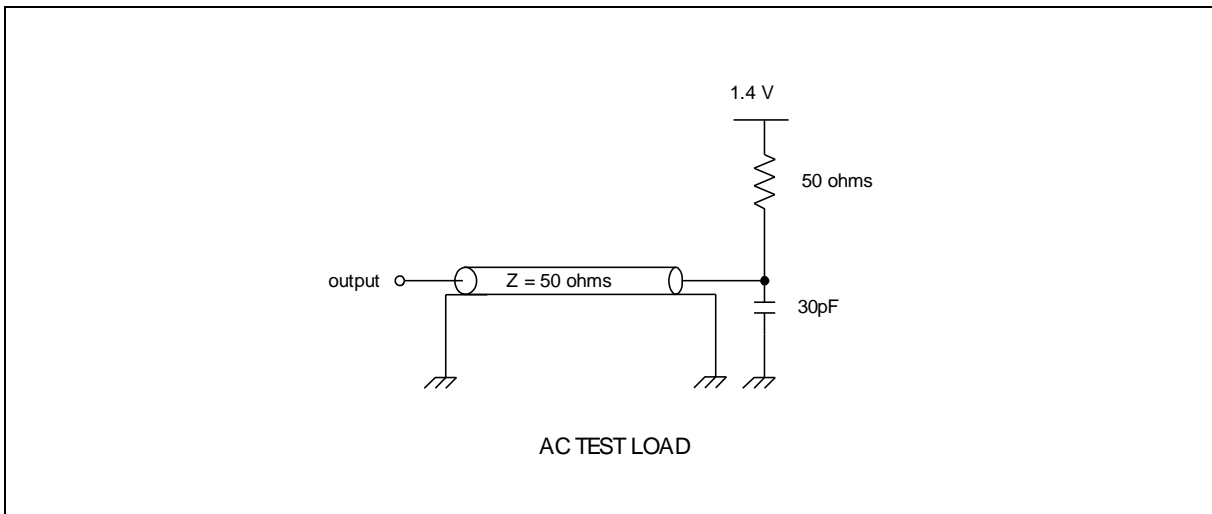 1.4 V
50 ohms
output
Z = 50 ohms
30pF
AC TEST LOAD